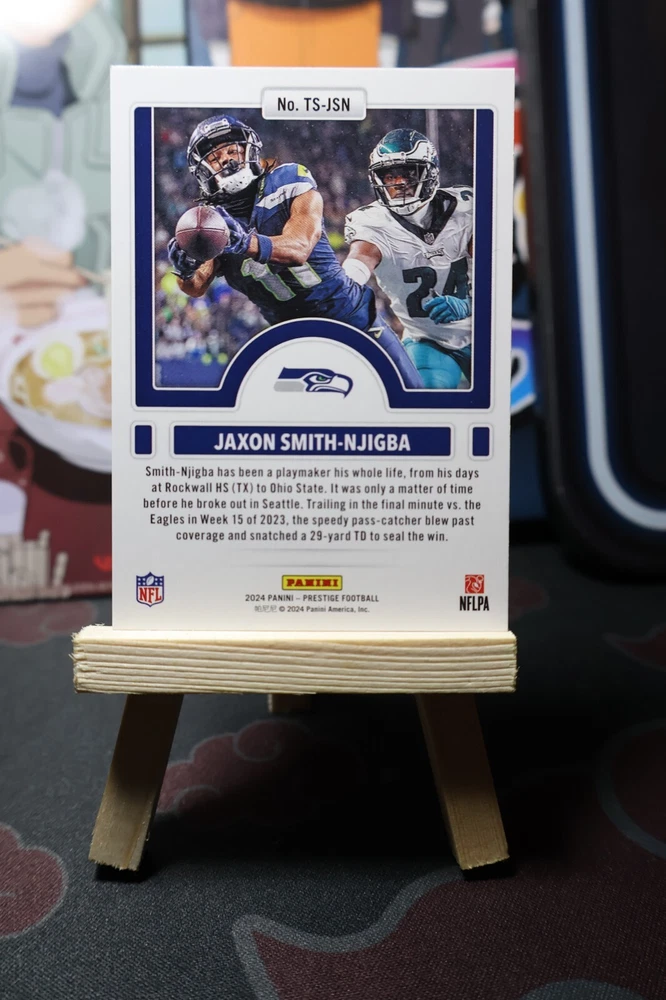 No. TS-JSN
11
24
JAXON SMITH-NJIGBA
Smith-Njigba has been a playmaker his whole life, from his days
at Rockwall HS (TX) to Ohio State. It was only a matter of time
before he broke out in Seattle. Trailing in the final minute vs. the
Eagles in Week 15 of 2023, the speedy pass-catcher blew past
coverage and snatched a 29-yard TD to seal the win.
NFL
PANINI
2024 PANINI – PRESTIGE FOOTBALL
© 2024 Panini America, Inc.
NFLPA